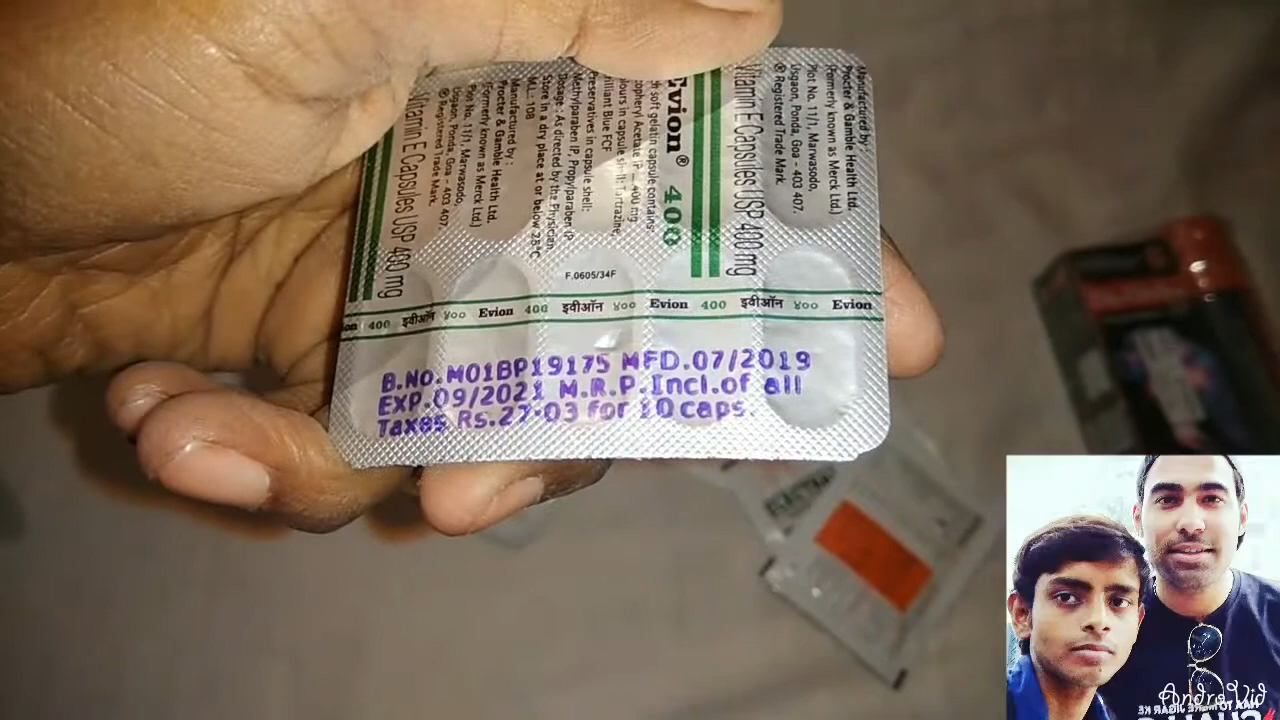 Manufactured by :
Procter & Gamble Health Ltd.
(Formerly known as Merck Ltd.)
Plot No. 11/1, Marwasodo,
Usgaon, Ponda, Goa - 403 407.
® Registered Trade Mark.
Vitamin E Capsules USP 400 mg
Evion® 400
soft gelatin capsule contains
Acetate IP 400 mg
in capsule shell: Tartrazine
Brilliant Blue FCF
Preservatives in capsule shell:
Methylparaben IP, Propylparaben IP
Dosage : As directed by the Physician.
Store in a dry place at or below 25°C
M.L.: 108
Manufactured by :
Procter & Gamble Health Ltd.
(Formerly known as Merck Ltd.)
Plot No. 11/1, Marwasodo,
Usgaon, Ponda, Goa - 403 407.
® Registered Trade Mark.
Vitamin E Capsules USP 400 mg
F.0605/34F
400 इवीऑन ४०० Evion 400 इवीऑन ४०० Evion 400 इवीऑन ४०० Evion
B.No.M01BP19175 MFD.07/2019
EXP.09/2021 M.R.P.Incl.of all
Taxes Rs.27.03 for 10 caps
AndroVid